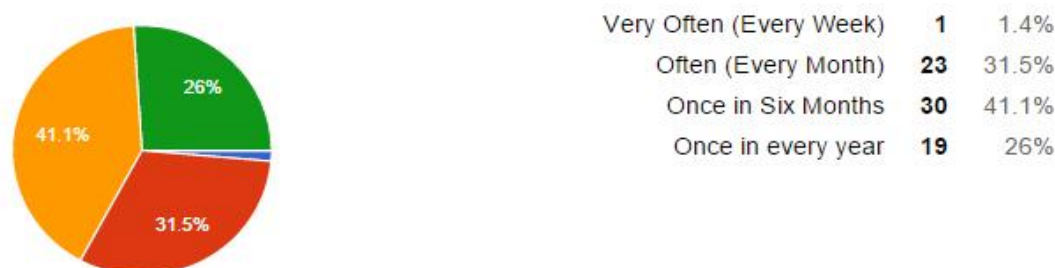 Very Often (Every Week) 1 1.4%
Often (Every Month) 23 31.5%
Once in Six Months 30 41.1%
Once in every year 19 26%
26%
41.1%
31.5%